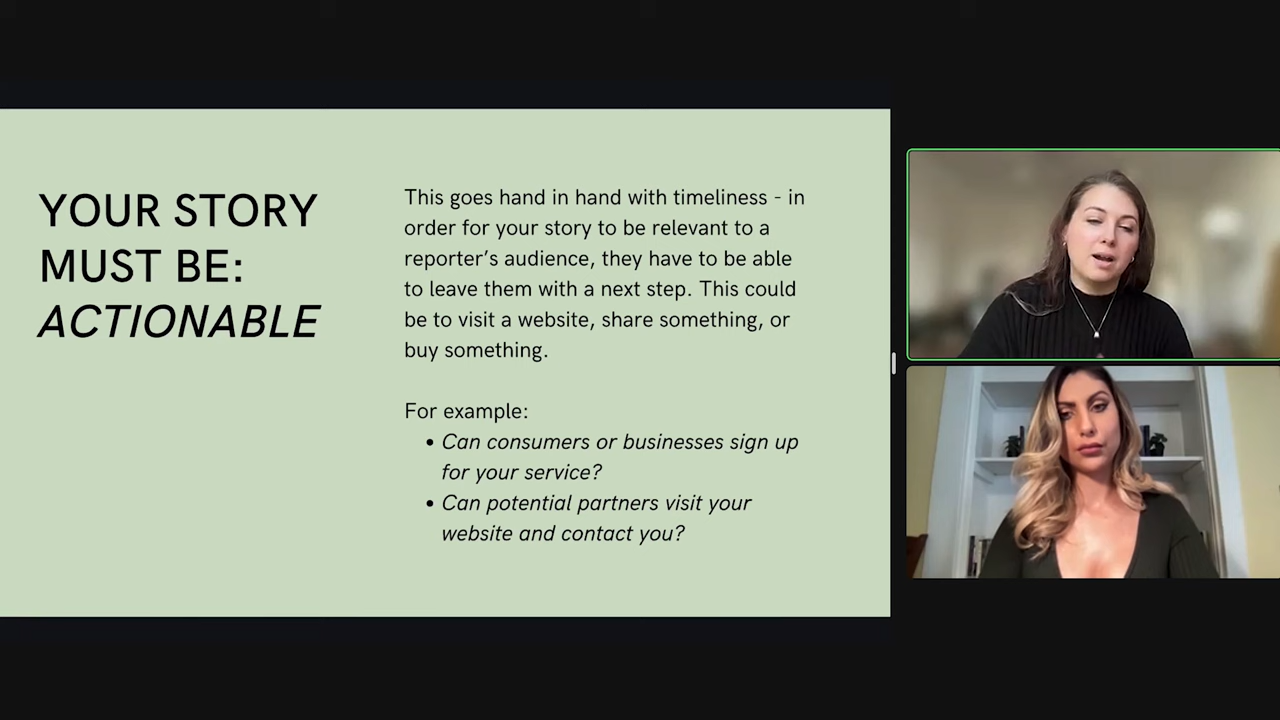 YOUR STORY
MUST BE:
ACTIONABLE
This goes hand in hand with timeliness - in
order for your story to be relevant to a
reporter’s audience, they have to be able
to leave them with a next step. This could
be to visit a website, share something, or
buy something.
For example:
• Can consumers or businesses sign up
for your service?
• Can potential partners visit your
website and contact you?